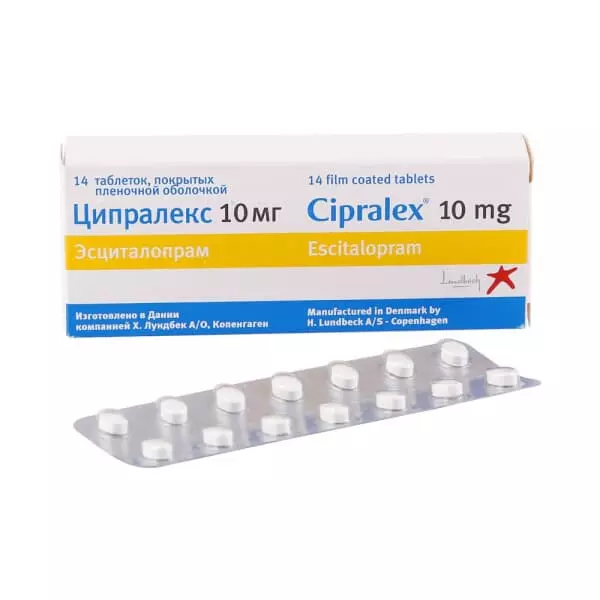 14 таблеток, покрытых
пленочной оболочкой
Ципралекс 10 мг
Эсциталопрам
Изготовлено в Дании
компанией Х. Лундбек А/О, Копенгаген
14 film coated tablets
Cipralex® 10 mg
Escitalopram
Lundbeck
Manufactured in Denmark by
H. Lundbeck A/S - Copenhagen